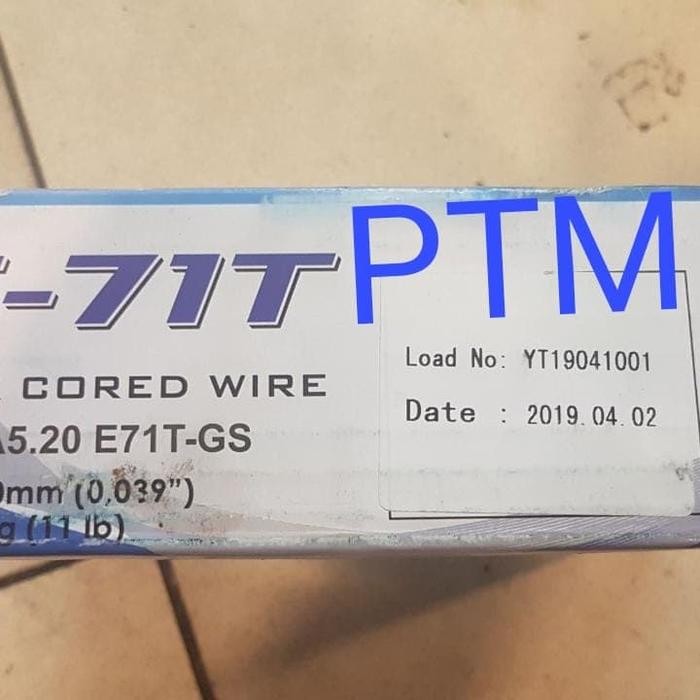 -71T
PTM
CORED WIRE
A5.20 E71T-GS
mm (0,039")
g (11 lb)
Load No: YT19041001
Date : 2019.04.02